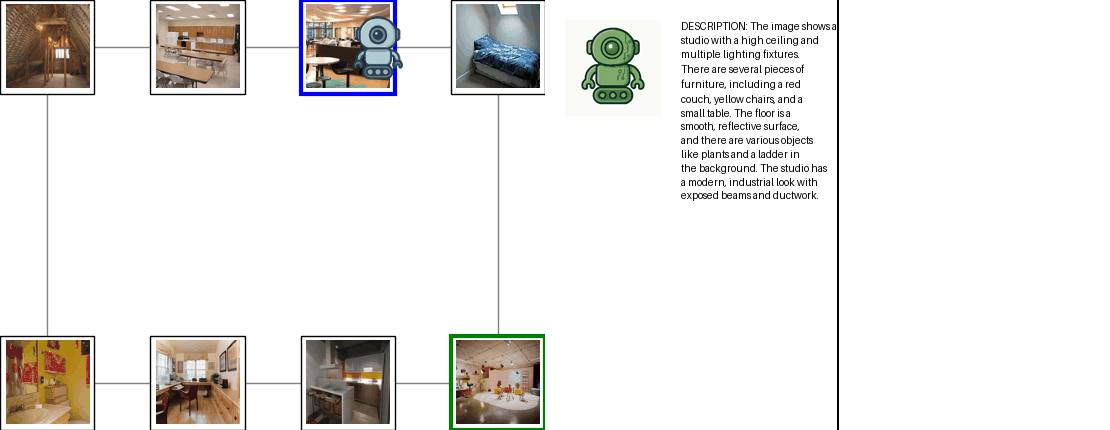 DESCRIPTION: The image shows a
studio with a high ceiling and
multiple lighting fixtures.
There are several pieces of
furniture, including a red
couch, yellow chairs, and a
small table. The floor is a
smooth, reflective surface,
and there are various objects
like plants and a ladder in
the background. The studio has
a modern, industrial look with
exposed beams and ductwork.